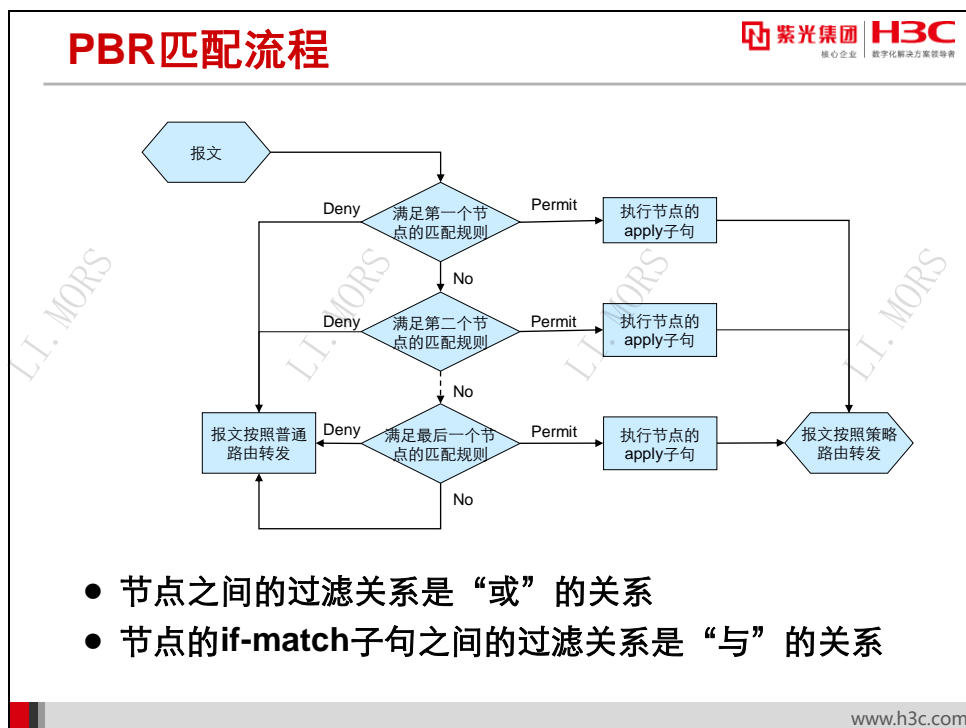 PBR匹配流程
紫光集团
核心企业
H3C
数字化解决方案领导者
报文
Deny
满足第一个节
点的匹配规则
Permit
执行节点的
apply子句
No
Deny
满足第二个节
点的匹配规则
Permit
执行节点的
apply子句
No
报文按照普通
路由转发
Deny
满足最后一个节
点的匹配规则
Permit
执行节点的
apply子句
报文按照策略
路由转发
No
LI.MORS
LI.MORS
LI.MORS
LI.MORS
● 节点之间的过滤关系是“或”的关系
● 节点的if-match子句之间的过滤关系是“与”的关系
www.h3c.com